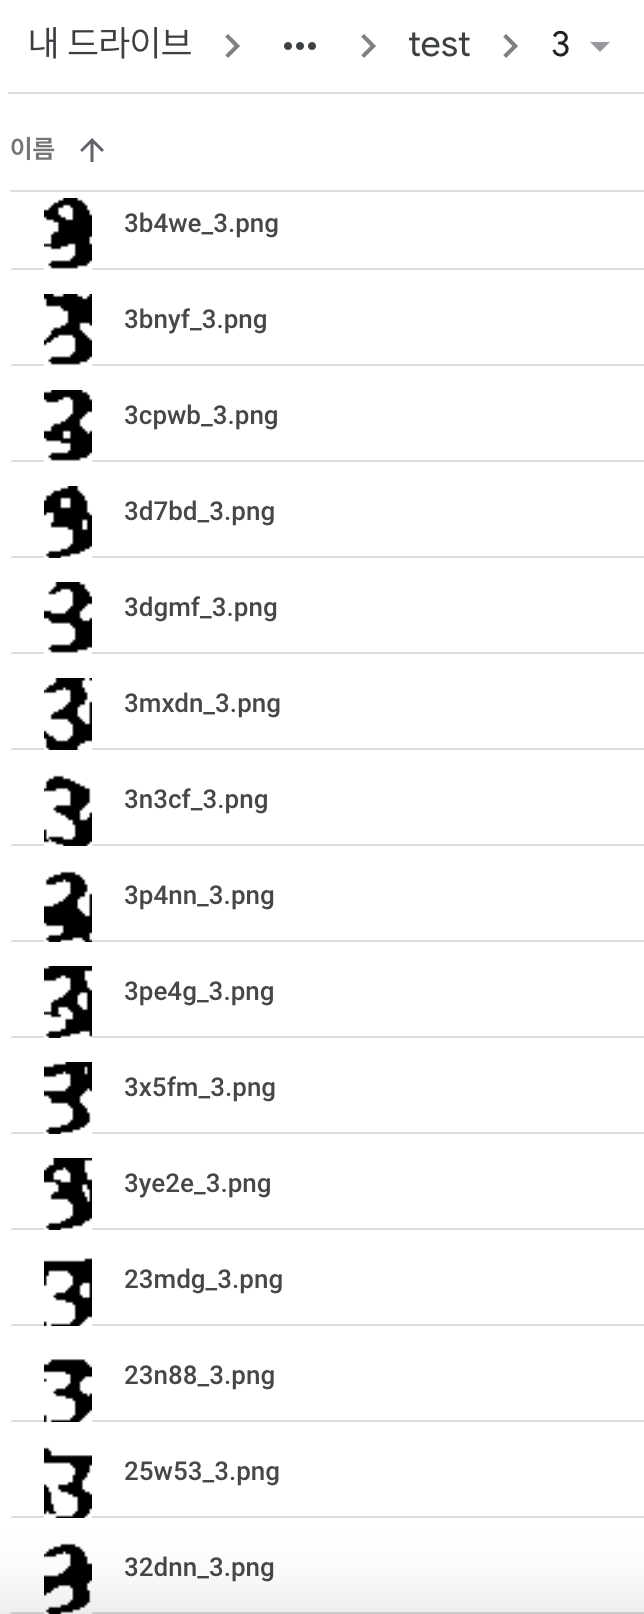 내 드라이브 > ••• > test > 3
이름 ↑
3b4we_3.png
3bnyf_3.png
3cpwb_3.png
3d7bd_3.png
3dgmf_3.png
3mxdn_3.png
3n3cf_3.png
3p4nn_3.png
3pe4g_3.png
3x5fm_3.png
3ye2e_3.png
23mdg_3.png
23n88_3.png
25w53_3.png
32dnn_3.png